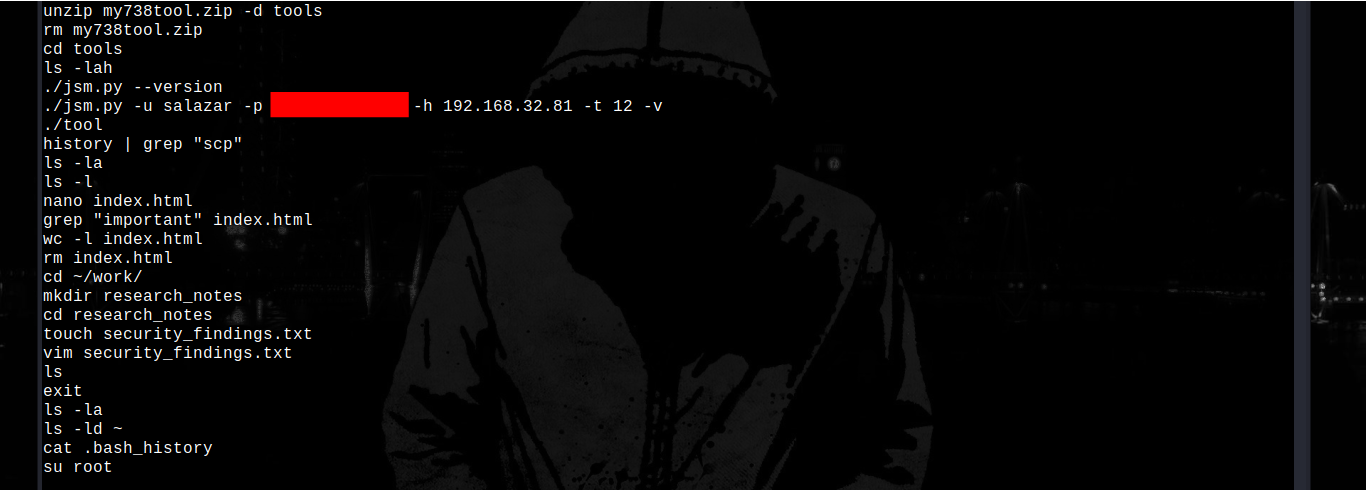 unzip my738tool.zip -d tools
rm my738tool.zip
cd tools
ls -lah
./jsm.py --version
./jsm.py -u salazar -p -h 192.168.32.81 -t 12 -v
./tool
history | grep "scp"
ls -la
ls -l
nano index.html
grep "important" index.html
wc -l index.html
rm index.html
cd ~/work/
mkdir research_notes
cd research_notes
touch security_findings.txt
vim security_findings.txt
ls
exit
ls -la
ls -ld ~
cat .bash_history
su root